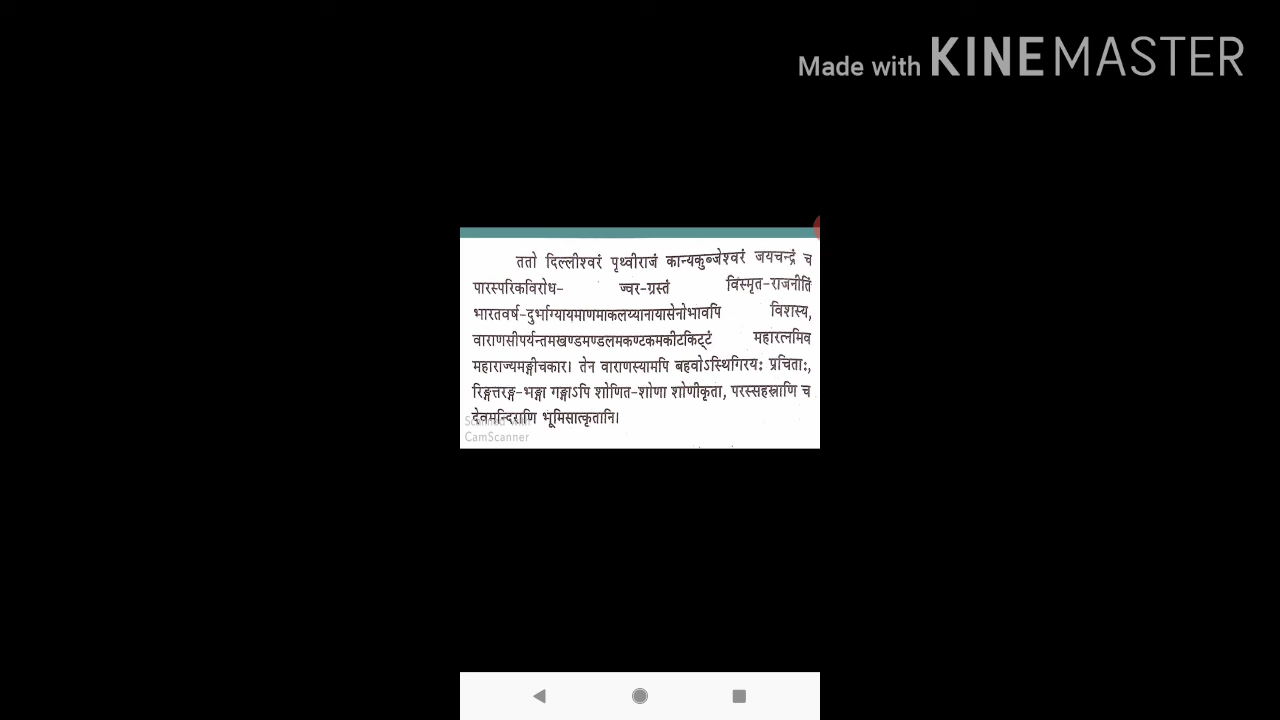 Made with KINEMASTER
ततो दिल्लीश्वरं पृथ्वीराजं कान्यकुब्जेश्वरं जयचन्द्रं च
पारस्परिकविरोध- ज्वर-ग्रस्तं विस्मृत-राजनीतिं
भारतवर्ष-दुर्भाग्यायमाणमाकलय्यानायासेनोभावपि विशस्य,
वाराणसीपर्यन्तमखण्डमण्डलमकण्टकमकीटकिट्टं महारत्नमिव
महाराज्यमङ्गीचकार। तेन वाराणस्यामपि बहवोऽस्थिगिरयः प्रचिताः,
रिङ्गत्तरङ्ग-भङ्गा गङ्गाऽपि शोणित-शोणा शोणीकृता, परस्सहस्राणि च
देवमन्दिराणि भूमिसात्कृतानि।
Scanned with
CamScanner